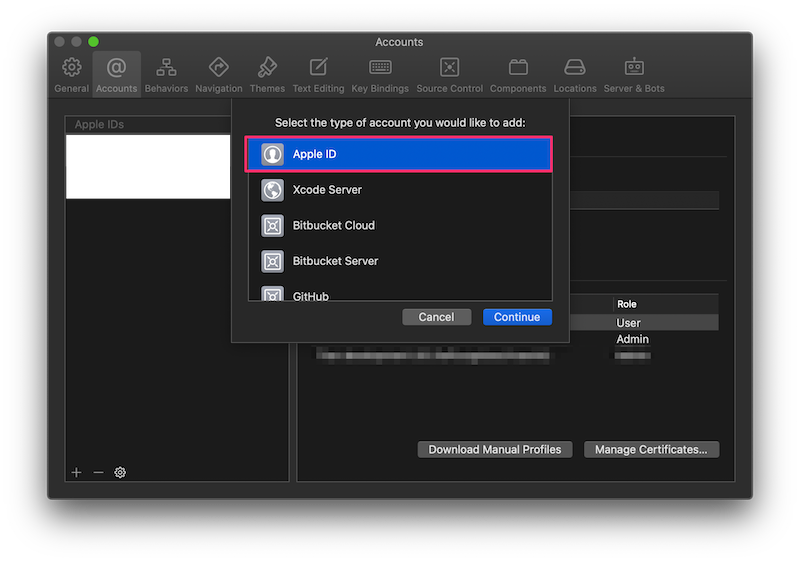 Accounts
General Accounts Behaviors Navigation Themes Text Editing Key Bindings Source Control Components Locations Server & Bots
Apple IDs
Select the type of account you would like to add:
Apple ID
Xcode Server
Bitbucket Cloud
Bitbucket Server
GitHub
Cancel Continue
Role
User
Admin
Download Manual Profiles Manage Certificates...